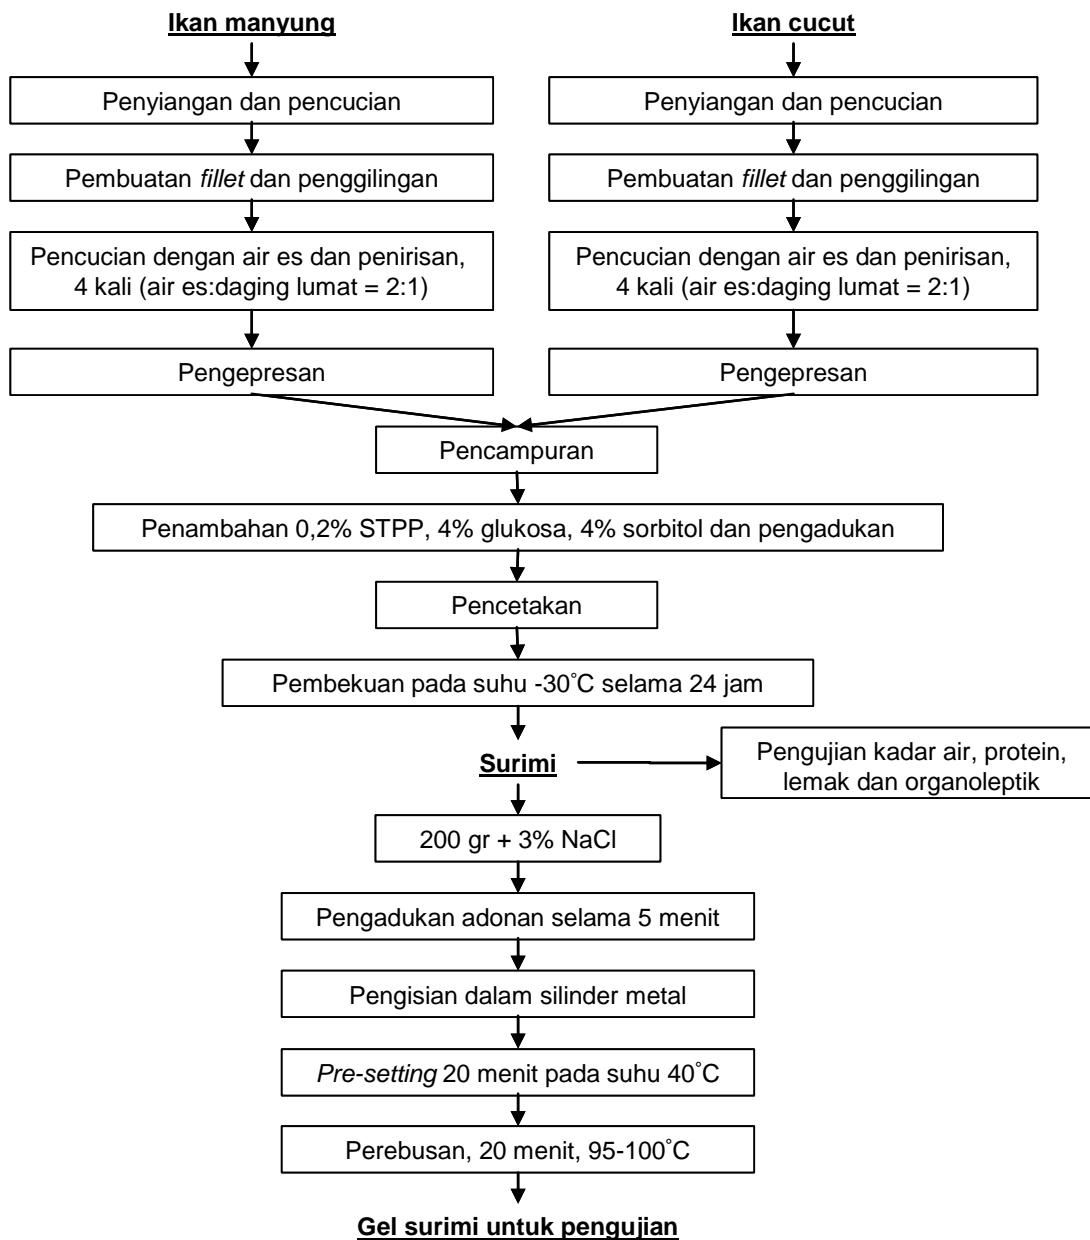 Ikan manyung
Ikan cucut
Penyiangan dan pencucian
Penyiangan dan pencucian
Pembuatan fillet dan penggilingan
Pembuatan fillet dan penggilingan
Pencucian dengan air es dan penirisan,
4 kali (air es:daging lumat = 2:1)
Pencucian dengan air es dan penirisan,
4 kali (air es:daging lumat = 2:1)
Pengepresan
Pengepresan
Pencampuran
Penambahan 0,2% STPP, 4% glukosa, 4% sorbitol dan pengadukan
Pencetakan
Pembekuan pada suhu -30°C selama 24 jam
Surimi
Pengujian kadar air, protein,
lemak dan organoleptik
200 gr + 3% NaCl
Pengadukan adonan selama 5 menit
Pengisian dalam silinder metal
Pre-setting 20 menit pada suhu 40°C
Perebusan, 20 menit, 95-100°C
Gel surimi untuk pengujian